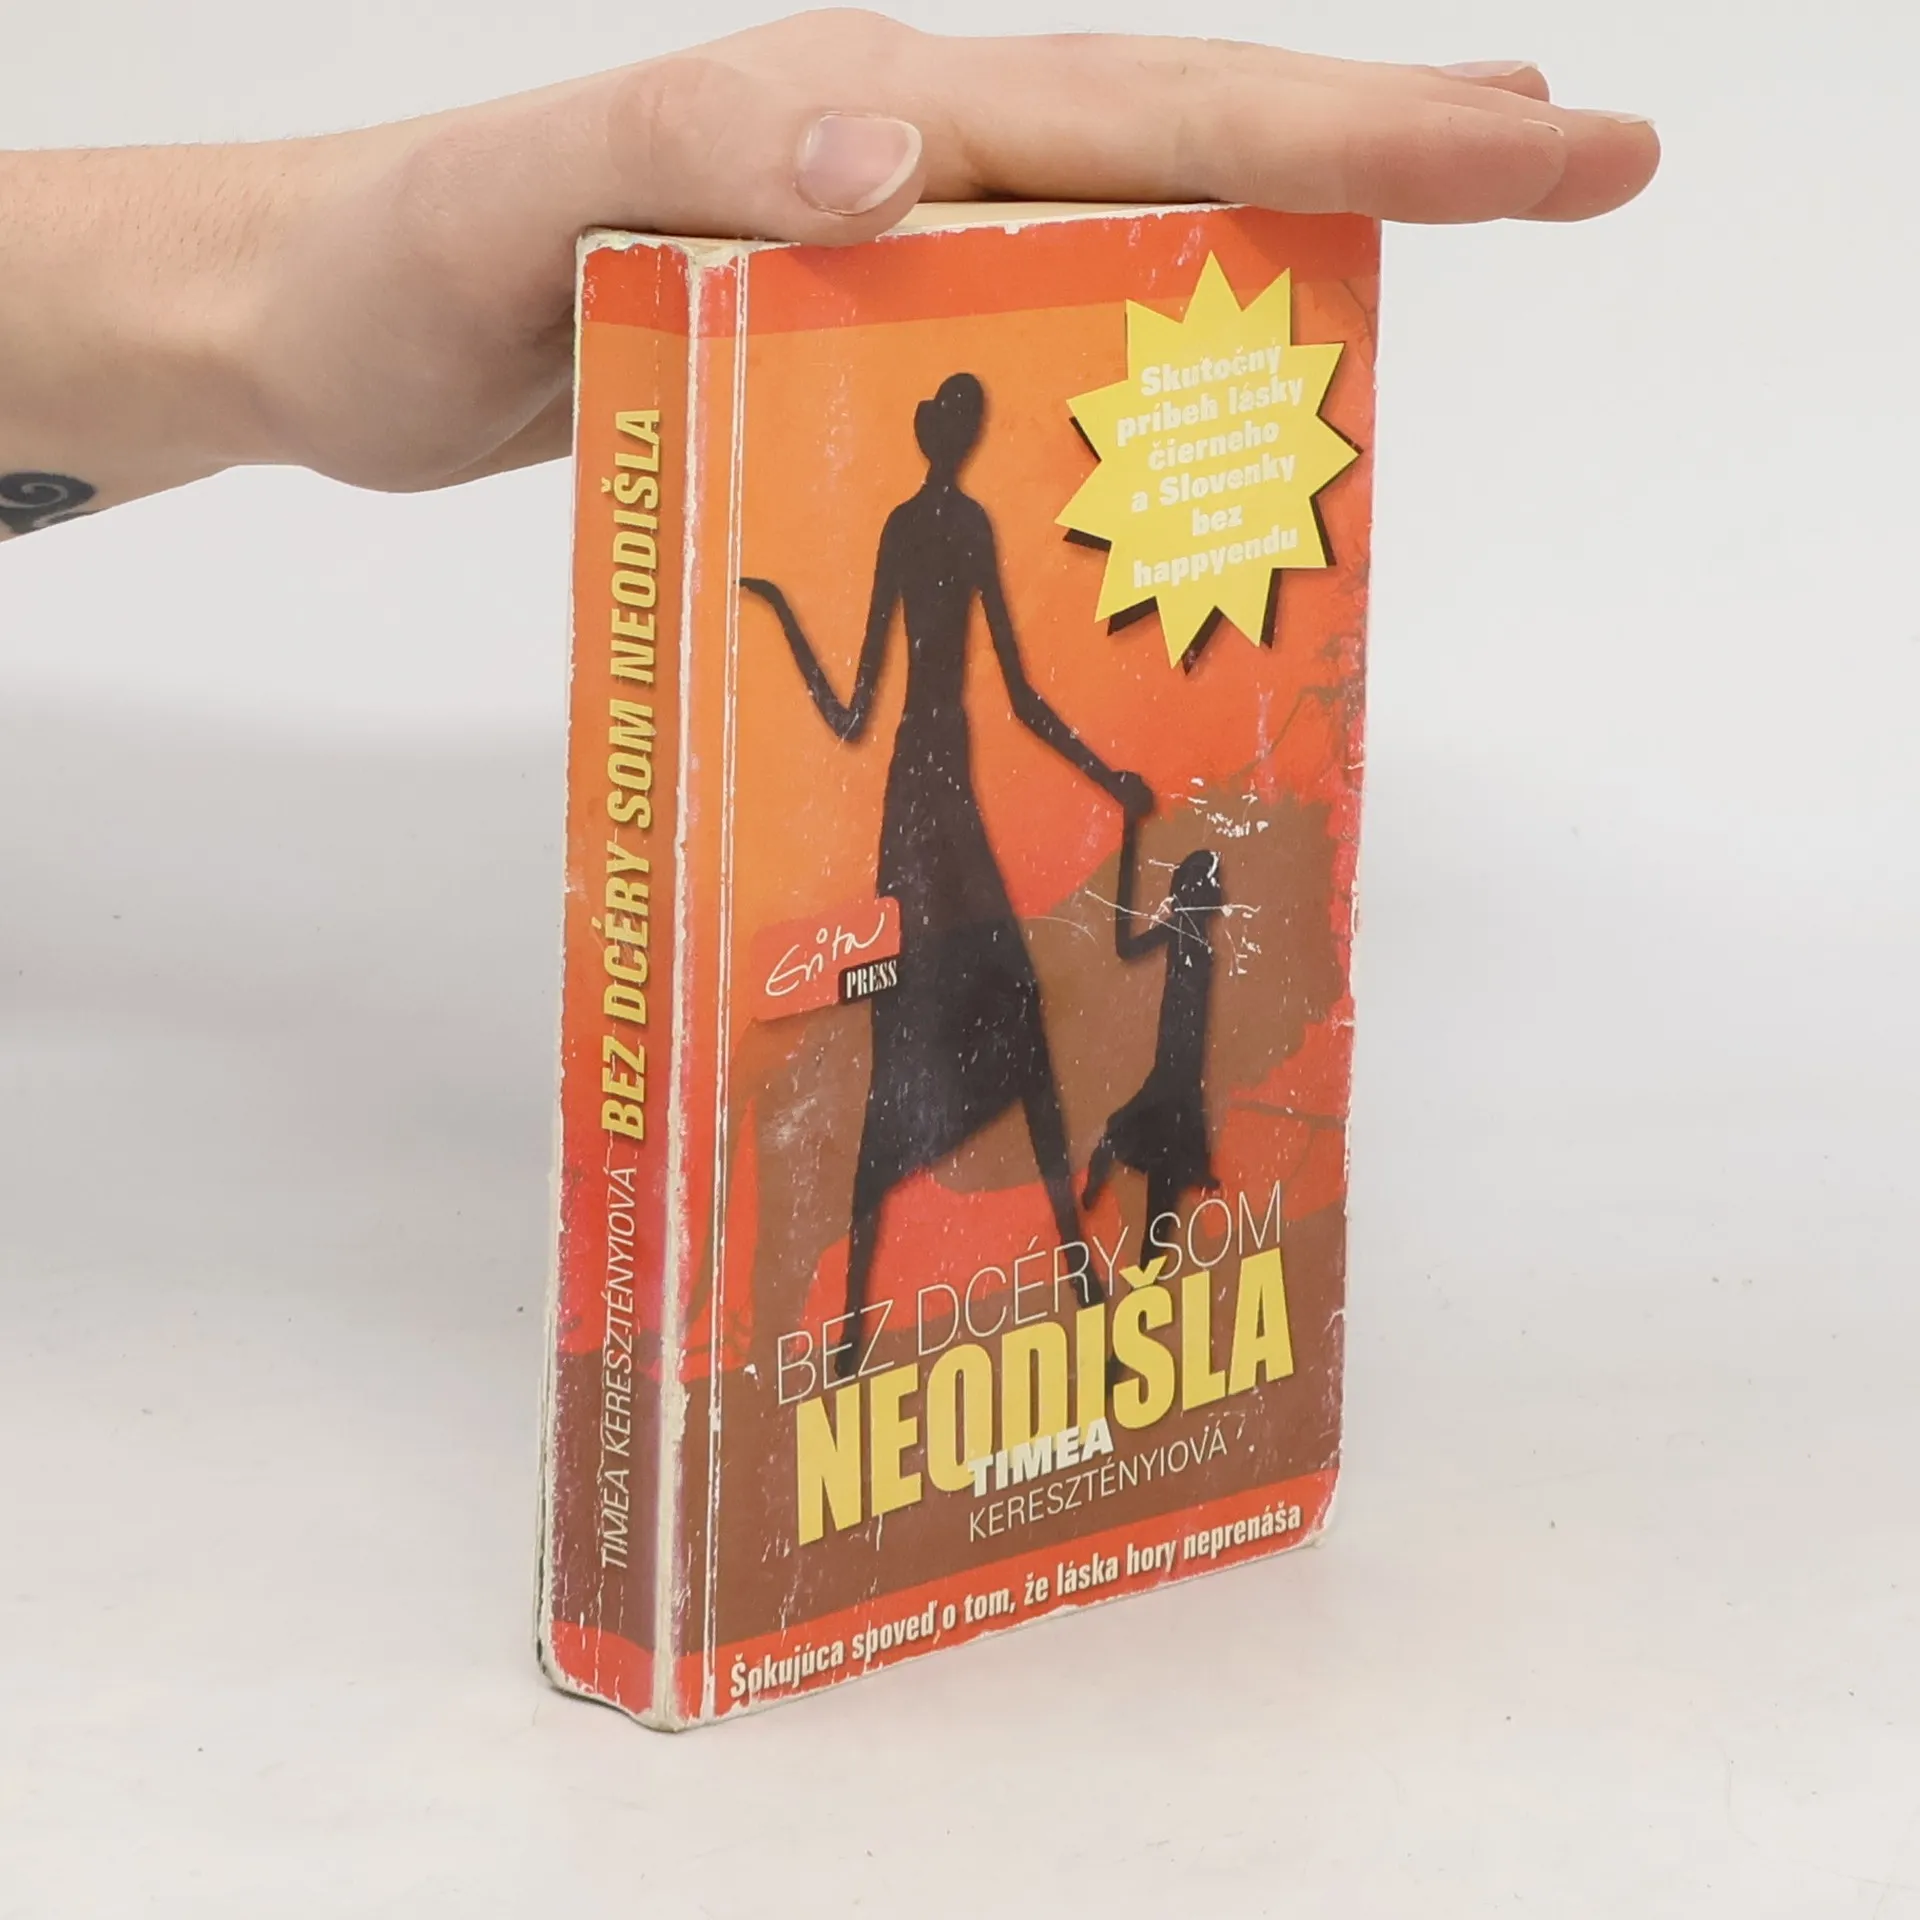 TIMEA KERESZTÉNYIOVÁ BEZ DCÉRY SOM NEODIŠLA
Skutočný
príbeh lásky
čierneho
a Slovenky
bez
happyendu
Evita
PRESS
BEZ DCÉRY SOM
NEODIŠLA
TIMEA
KERESZTÉNYIOVÁ
Šokujúca spoveď o tom, že láska hory neprenáša